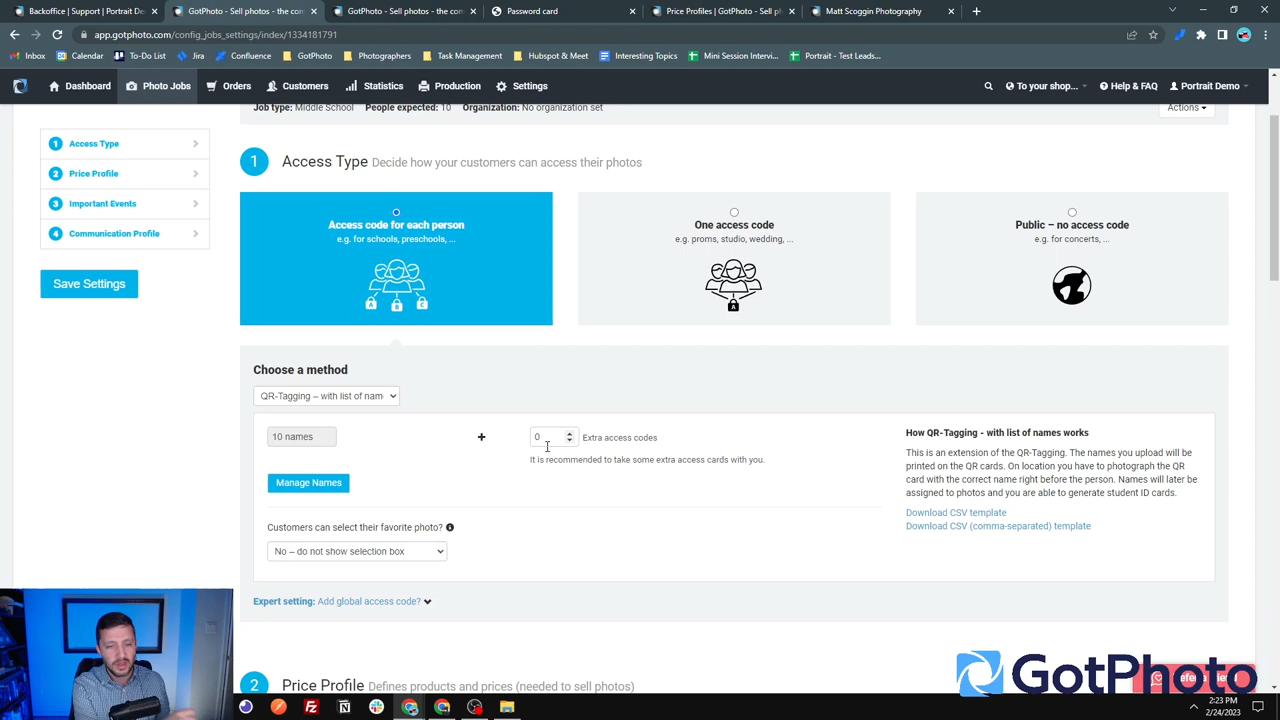 Backoffice | Support | Portrait De
GotPhoto - Sell photos - the com
GotPhoto - Sell photos - the com
Password card
Price Profiles | GotPhoto - Sell ph
Matt Scoggin Photography
app.gotphoto.com/config_jobs_settings/index/1334181791
Inbox
Calendar
To-Do List
Jira
Confluence
GotPhoto
Photographers
Task Management
Hubspot & Meet
Interesting Topics
Mini Session Intervi...
Portrait - Test Leads...
Dashboard
Photo Jobs
Orders
Customers
Statistics
Production
Settings
To your shop...
Help & FAQ
Portrait Demo
Job type: Middle School People expected: 10 Organization: No organization set
Actions
1 Access Type
2 Price Profile
3 Important Events
4 Communication Profile
Save Settings
1 Access Type Decide how your customers can access their photos
Access code for each person
e.g. for schools, preschools, ...
A B C
One access code
e.g. proms, studio, wedding, ...
A
Public – no access code
e.g. for concerts, ...
Choose a method
QR-Tagging – with list of nam
10 names
+
0
Extra access codes
It is recommended to take some extra access cards with you.
Manage Names
Customers can select their favorite photo?
No – do not show selection box
How QR-Tagging - with list of names works
This is an extension of the QR-Tagging. The names you upload will be
printed on the QR cards. On location you have to photograph the QR
card with the correct name right before the person. Names will later be
assigned to photos and you are able to generate student ID cards.
Download CSV template
Download CSV (comma-separated) template
Expert setting: Add global access code?
2 Price Profile Defines products and prices (needed to sell photos)
GotPhoto
2:23 PM
2/24/2023